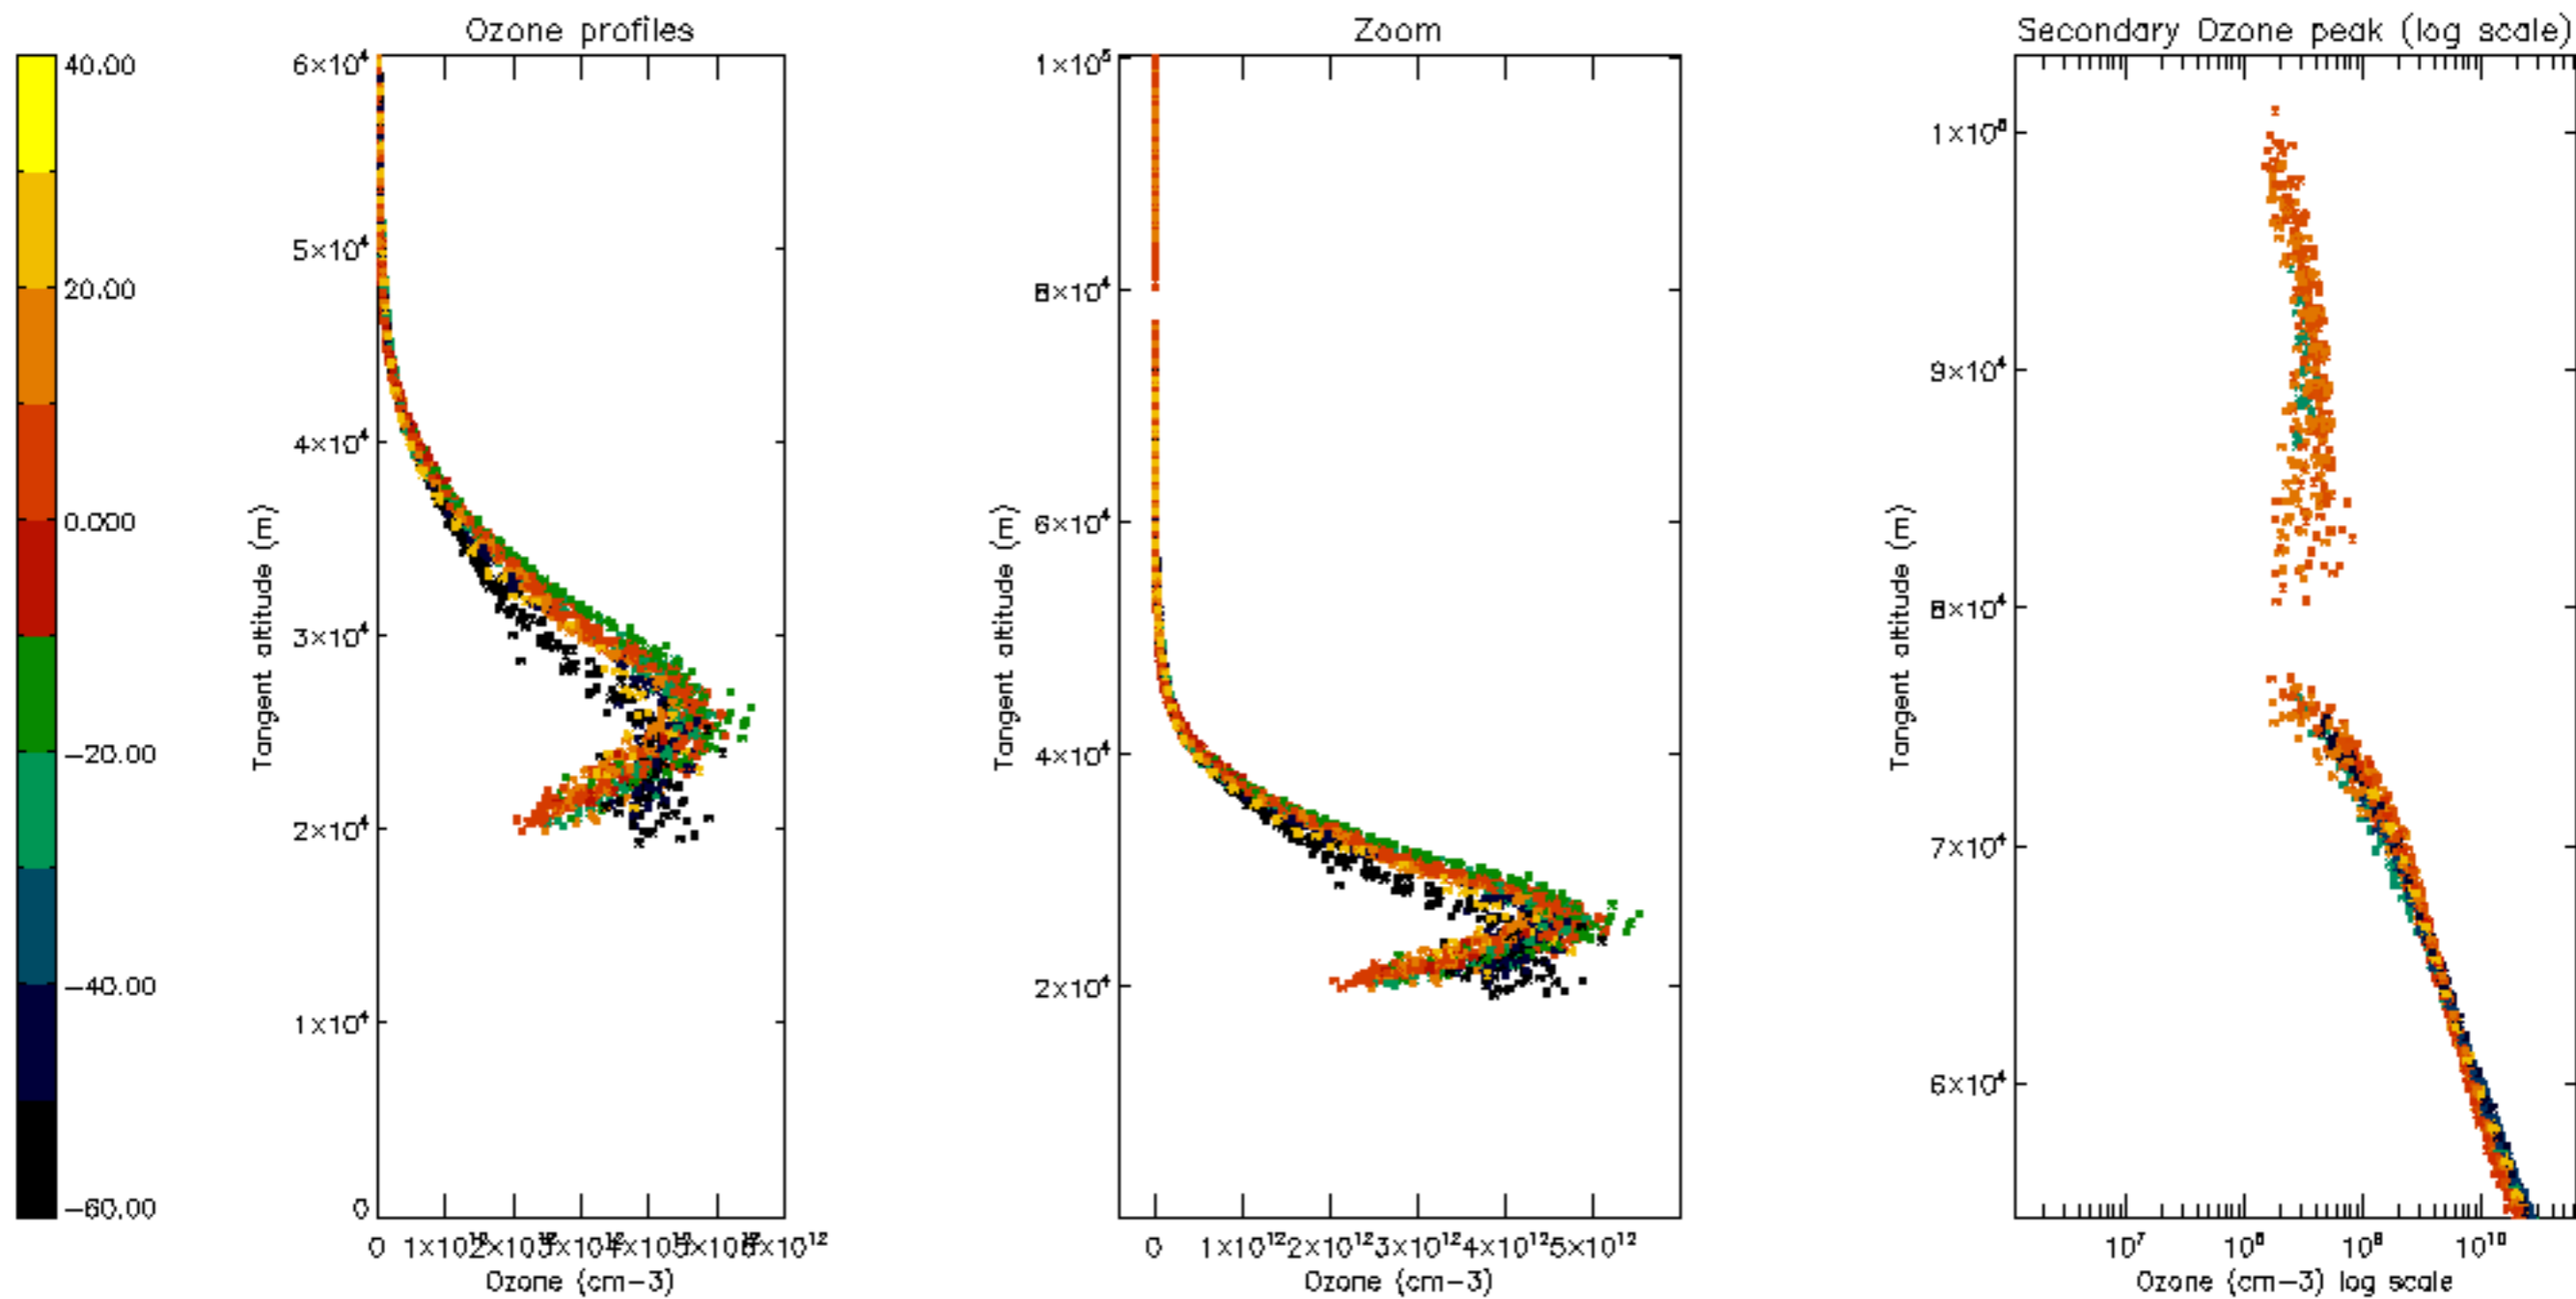 Ozone profiles
Zoom
Secondary Ozone peak (log scale)
40.00
20.00
0.000
-20.00
-40.00
-60.00
Tangent altitude (m)
6×10⁴
5×10⁴
4×10⁴
3×10⁴
2×10⁴
1×10⁴
0
0
Ozone (cm-3)
Tangent altitude (m)
1×10⁵
8×10⁴
6×10⁴
4×10⁴
2×10⁴
0 1×10¹² 2×10¹² 3×10¹² 4×10¹² 5×10¹²
Ozone (cm-3)
Tangent altitude (m)
9×10⁴
8×10⁴
7×10⁴
6×10⁴
10⁷ 10⁸ 10⁹ 10¹⁰
Ozone (cm-3) log scale